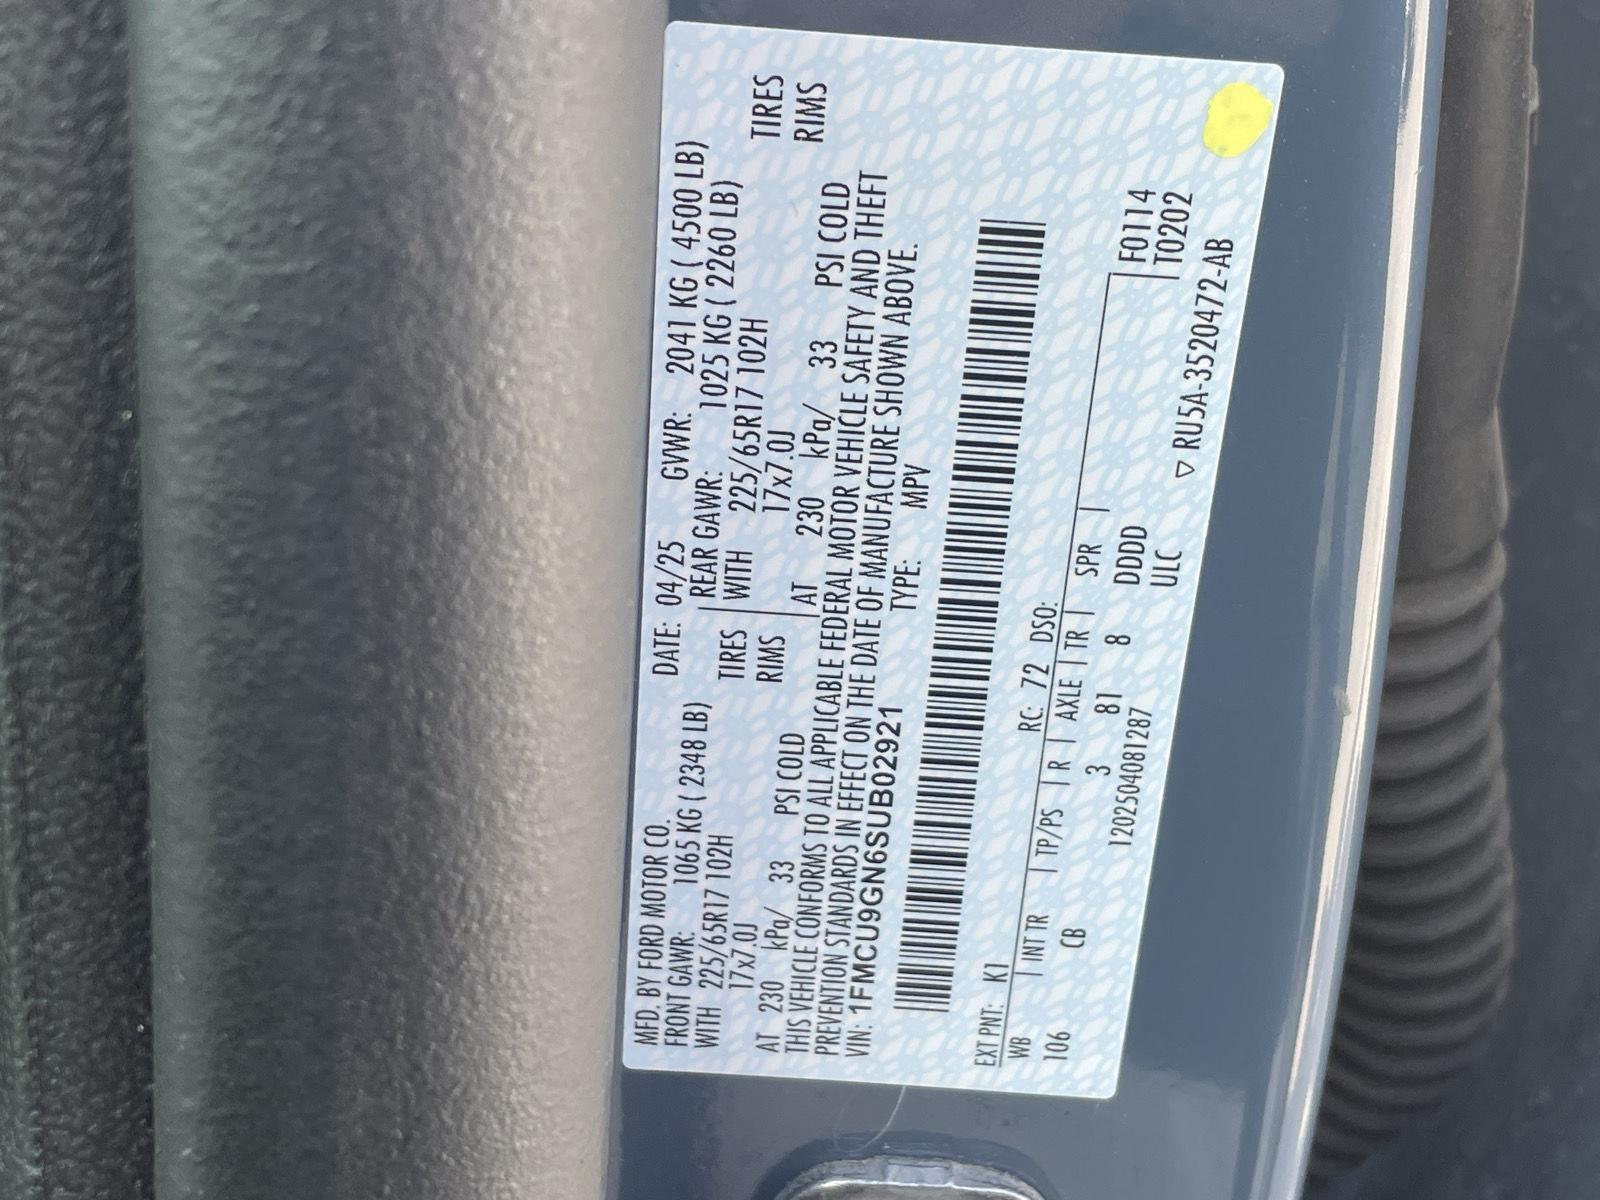 MFD. BY FORD MOTOR CO. DATE: 04/25 GVWR: 2041 KG ( 4500 LB)
FRONT GAWR: 1065 KG ( 2348 LB) REAR GAWR: 1025 KG ( 2260 LB)
WITH 225/65R17 102H TIRES WITH 225/65R17 102H TIRES
17x7.0J RIMS 17x7.0J RIMS
AT 230 kPa/ 33 PSI COLD AT 230 kPa/ 33 PSI COLD
THIS VEHICLE CONFORMS TO ALL APPLICABLE FEDERAL MOTOR VEHICLE SAFETY AND THEFT
PREVENTION STANDARDS IN EFFECT ON THE DATE OF MANUFACTURE SHOWN ABOVE.
VIN: 1FMCU9GN6SUB02921 TYPE: MPV
EXT PNT: K1 RC: 72 DSO: F0114
WB INT TR TP/PS R AXLE TR SPR T0202
106 CB 3 81 8 DDDD
1202504081287 ULC
▽ RU5A-3520472-AB